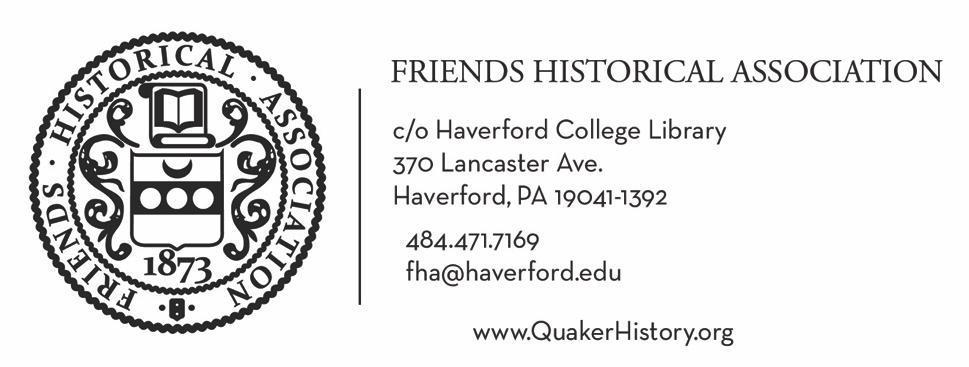 FRIENDS · HISTORICAL · ASSOCIATION
1873
FRIENDS HISTORICAL ASSOCIATION
c/o Haverford College Library
370 Lancaster Ave.
Haverford, PA 19041-1392
484.471.7169
fha@haverford.edu
www.QuakerHistory.org